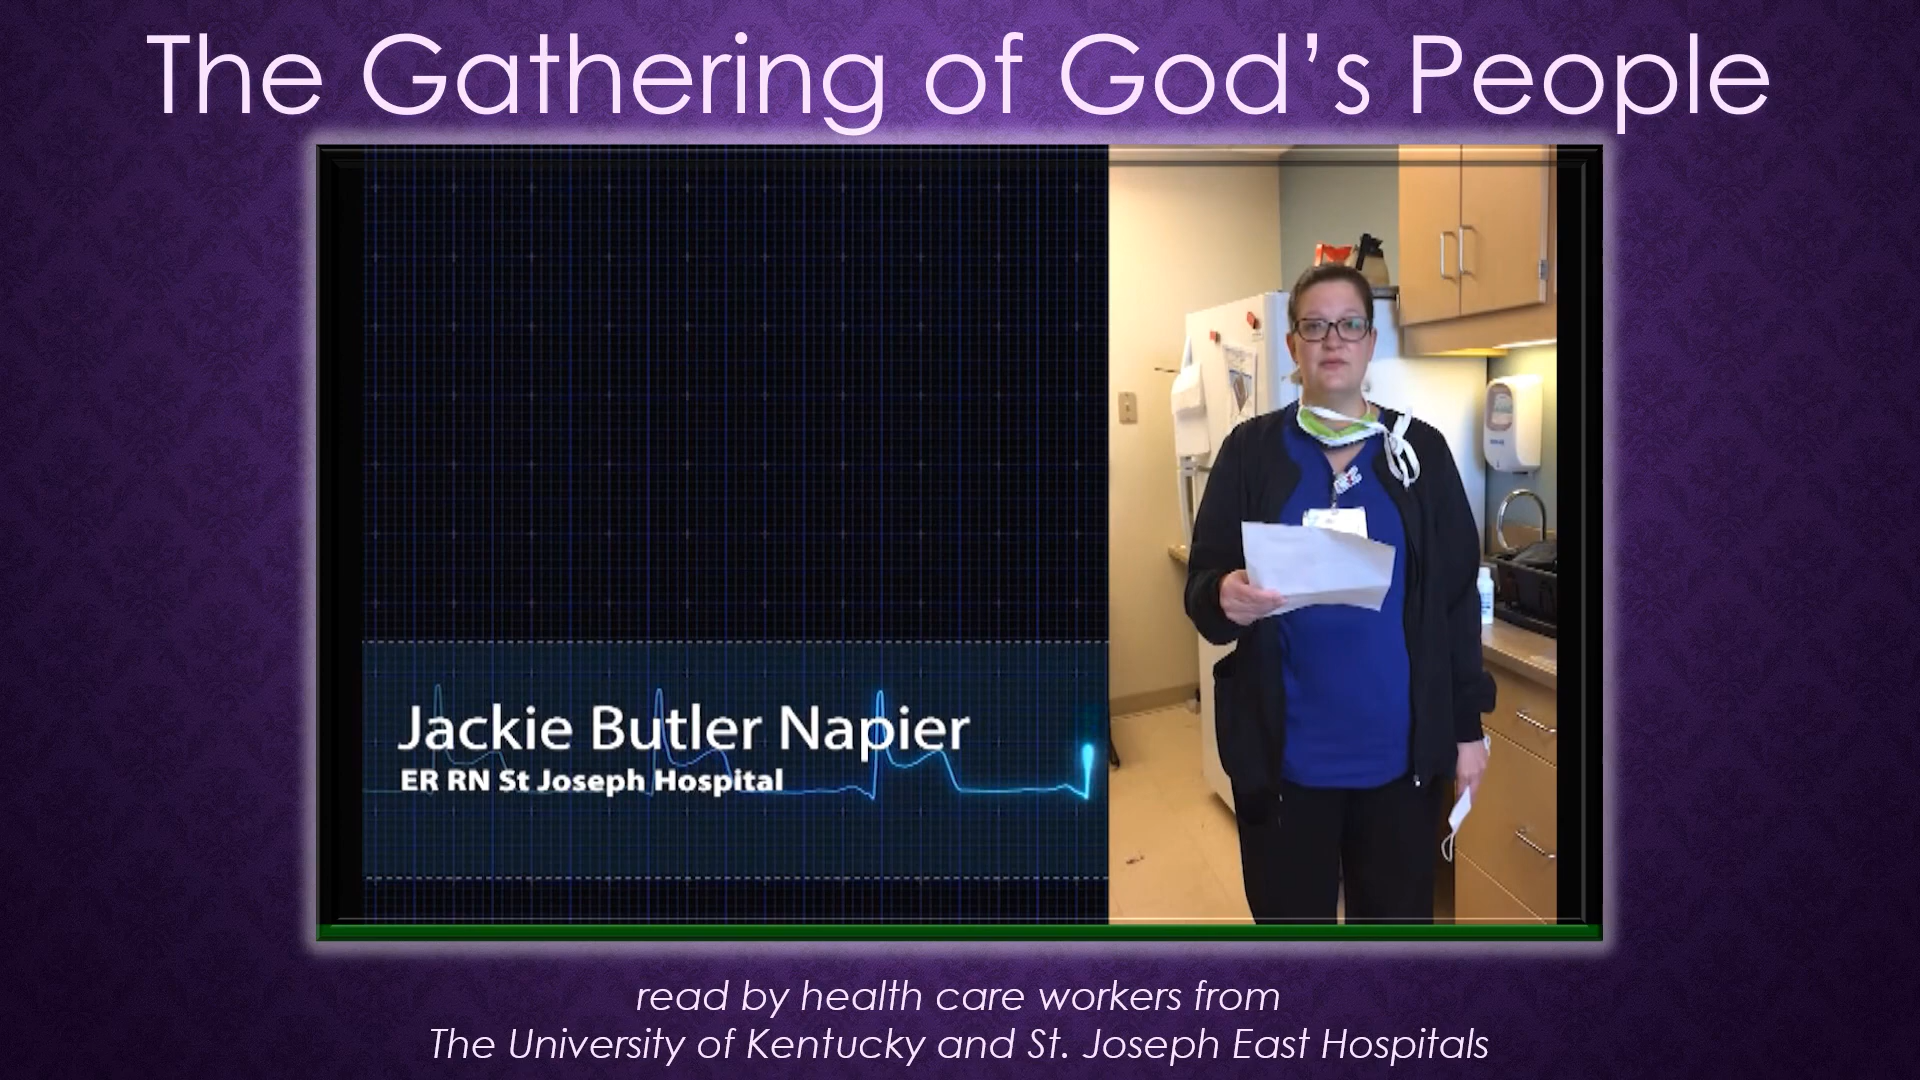 The Gathering of God’s People
Jackie Butler Napier
ER RN St Joseph Hospital
read by health care workers from
The University of Kentucky and St. Joseph East Hospitals